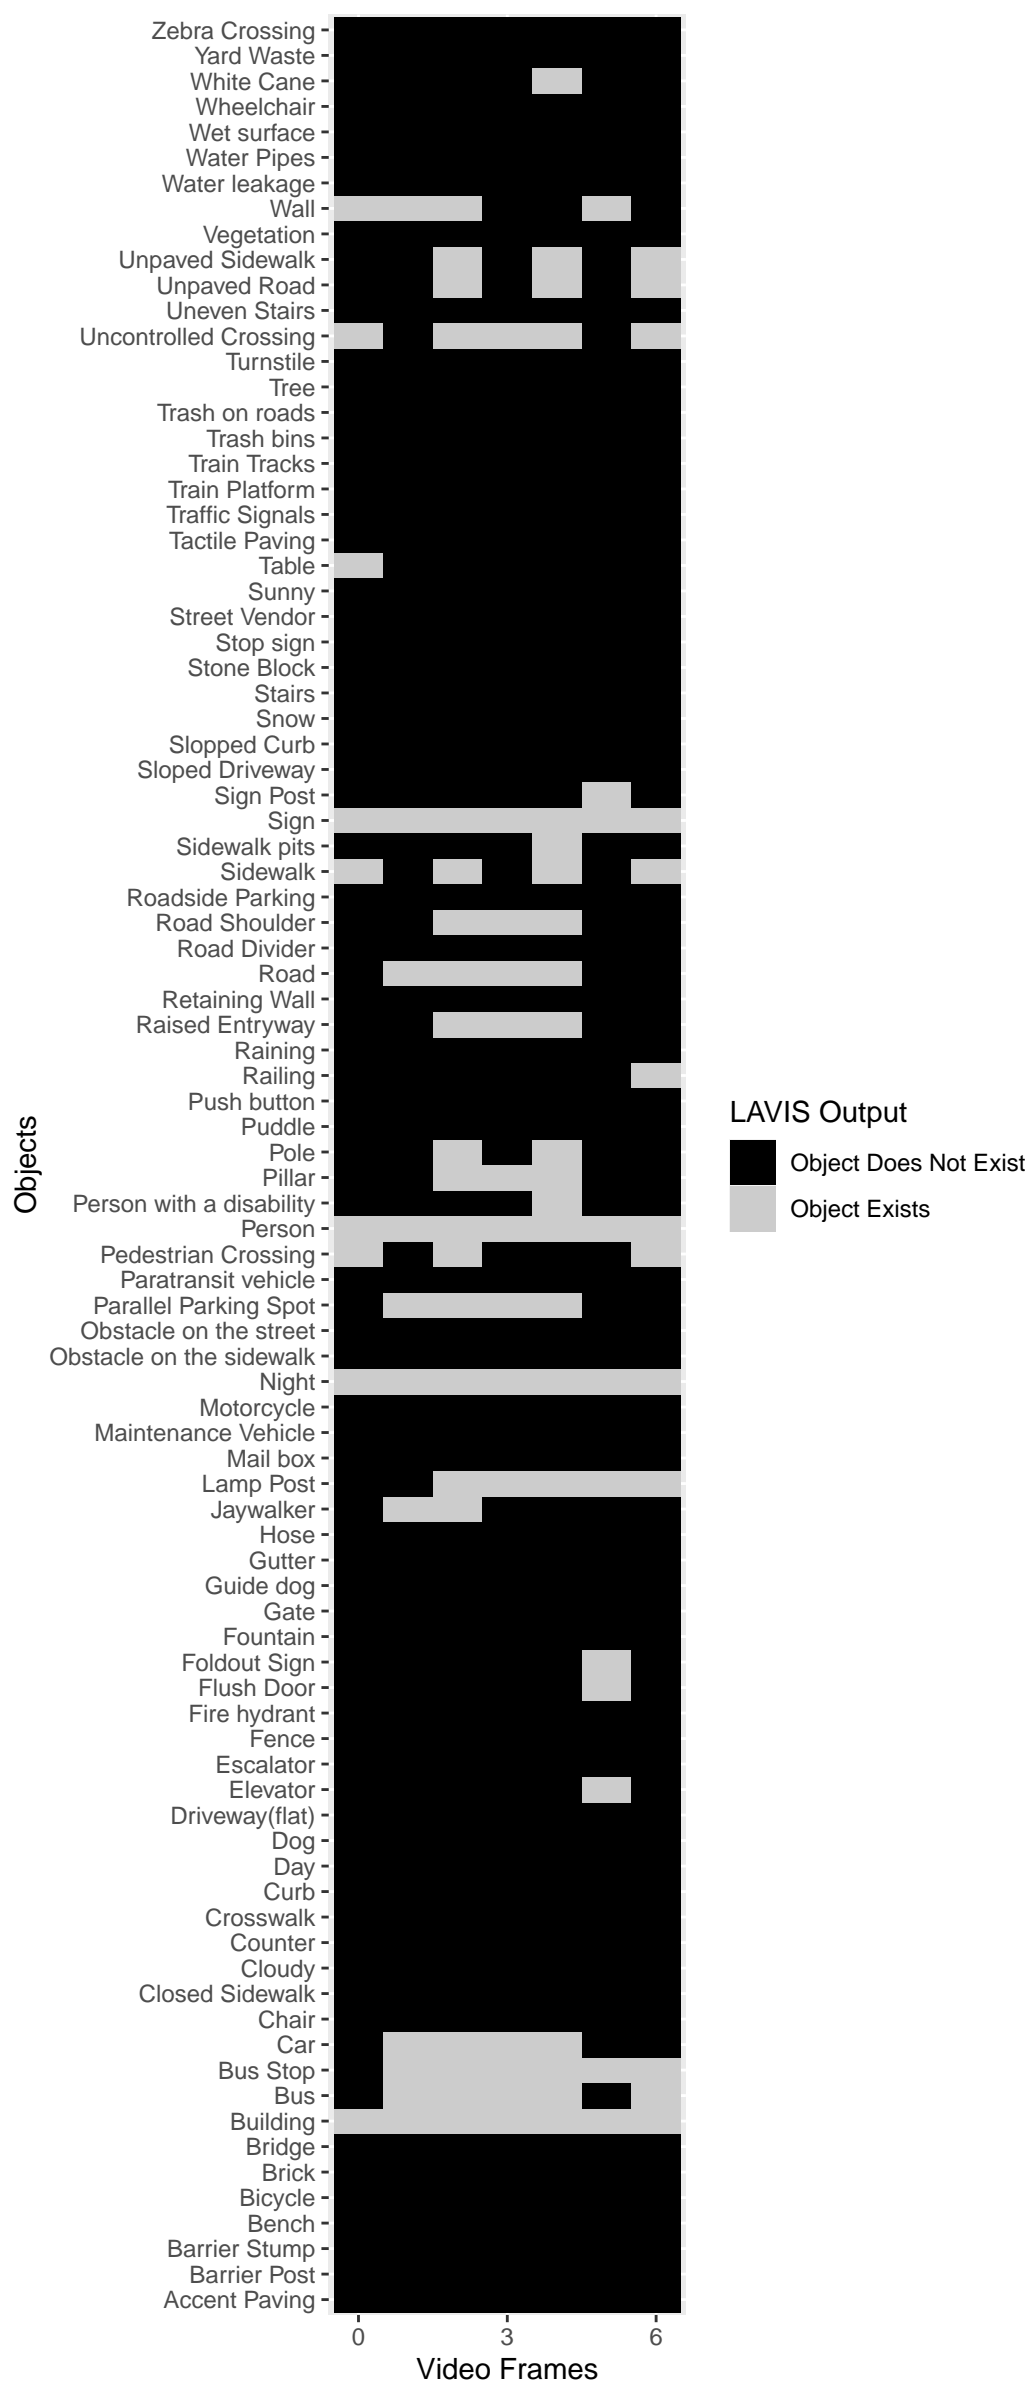 Zebra Crossing
Yard Waste
White Cane
Wheelchair
Wet surface
Water Pipes
Water leakage
Wall
Vegetation
Unpaved Sidewalk
Unpaved Road
Uneven Stairs
Uncontrolled Crossing
Turnstile
Tree
Trash on roads
Trash bins
Train Tracks
Train Platform
Traffic Signals
Tactile Paving
Table
Sunny
Street Vendor
Stop sign
Stone Block
Stairs
Snow
Slopped Curb
Sloped Driveway
Sign Post
Sign
Sidewalk pits
Sidewalk
Roadside Parking
Road Shoulder
Road Divider
Road
Retaining Wall
Raised Entryway
Raining
Railing
Push button
Puddle
Pole
Pillar
Person with a disability
Person
Pedestrian Crossing
Paratransit vehicle
Parallel Parking Spot
Obstacle on the street
Obstacle on the sidewalk
Night
Motorcycle
Maintenance Vehicle
Mail box
Lamp Post
Jaywalker
Hose
Gutter
Guide dog
Gate
Fountain
Foldout Sign
Flush Door
Fire hydrant
Fence
Escalator
Elevator
Driveway(flat)
Dog
Day
Curb
Crosswalk
Counter
Cloudy
Closed Sidewalk
Chair
Car
Bus Stop
Bus
Building
Bridge
Brick
Bicycle
Bench
Barrier Stump
Barrier Post
Accent Paving
Objects
0 3 6
Video Frames
LAVIS Output
Object Does Not Exist
Object Exists